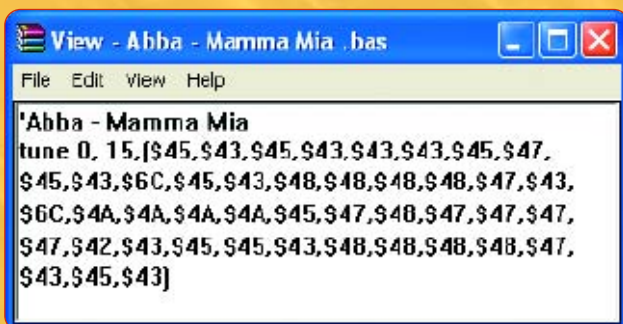 View - Abba - Mamma Mia .bas
File Edit View Help
'Abba - Mamma Mia
tune 0, 15,($45,$43,$45,$43,$43,$43,$45,$47,
$45,$43,$6C,$45,$43,$48,$48,$48,$48,$47,$43,
$6C,$4A,$4A,$4A,$4A,$45,$47,$48,$47,$47,$47,
$47,$42,$43,$45,$45,$43,$48,$48,$48,$48,$47,
$43,$45,$43)